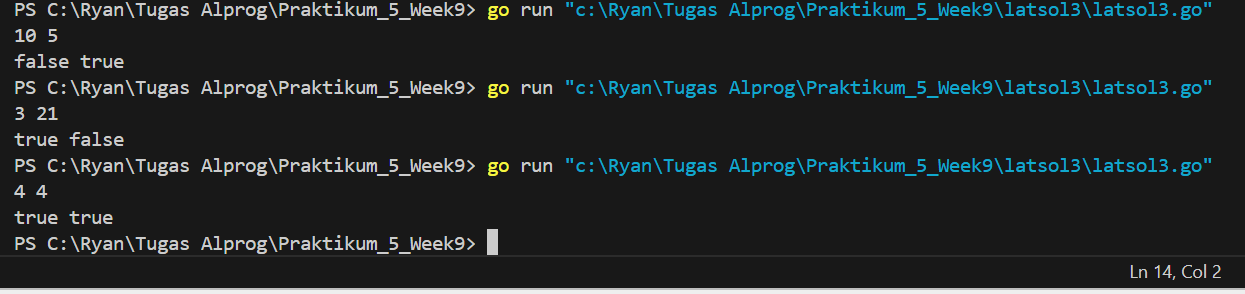 PS C:\Ryan\Tugas Alprog\Praktikum_5_Week9> go run "c:\Ryan\Tugas Alprog\Praktikum_5_Week9\latsol3\latsol3.go"
10 5
false true
PS C:\Ryan\Tugas Alprog\Praktikum_5_Week9> go run "c:\Ryan\Tugas Alprog\Praktikum_5_Week9\latsol3\latsol3.go"
3 21
true false
PS C:\Ryan\Tugas Alprog\Praktikum_5_Week9> go run "c:\Ryan\Tugas Alprog\Praktikum_5_Week9\latsol3\latsol3.go"
4 4
true true
PS C:\Ryan\Tugas Alprog\Praktikum_5_Week9>
Ln 14, Col 2